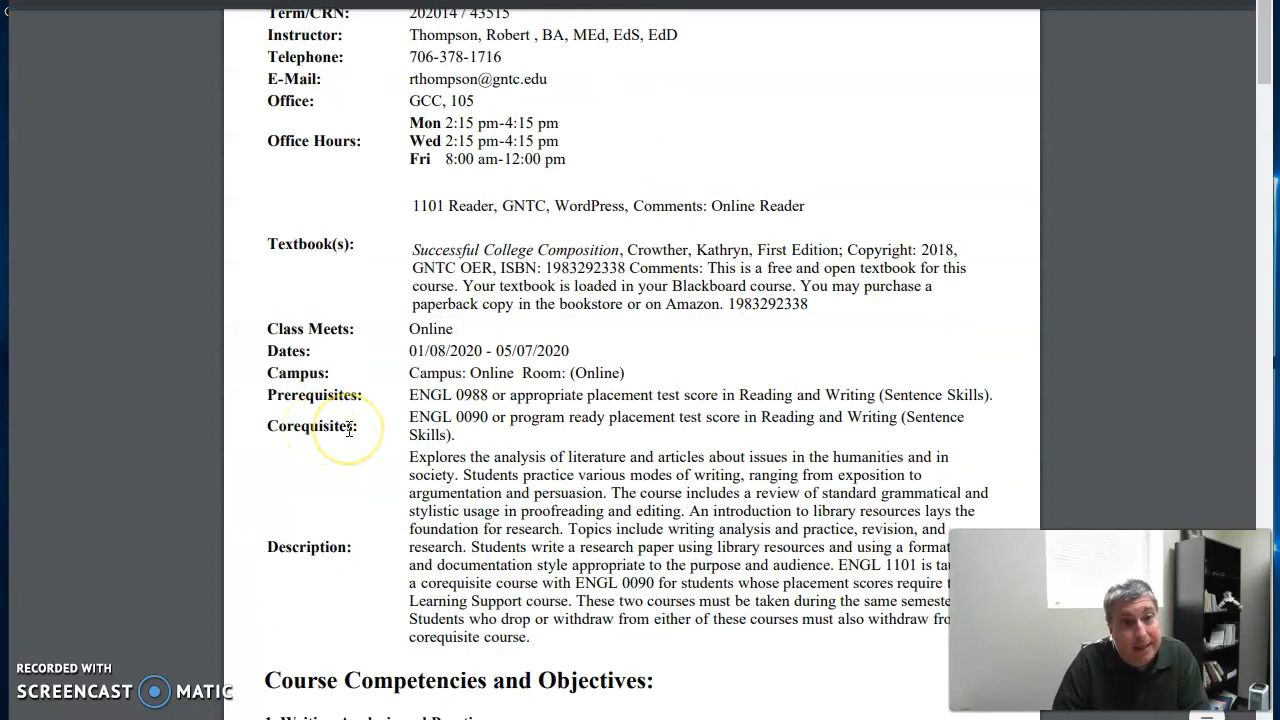 Term/CRN: 202014 / 43515
Instructor: Thompson, Robert , BA, MEd, EdS, EdD
Telephone: 706-378-1716
E-Mail: rthompson@gntc.edu
Office: GCC, 105
Office Hours: Mon 2:15 pm-4:15 pm
Wed 2:15 pm-4:15 pm
Fri 8:00 am-12:00 pm
1101 Reader, GNTC, WordPress, Comments: Online Reader
Textbook(s): Successful College Composition, Crowther, Kathryn, First Edition; Copyright: 2018,
GNTC OER, ISBN: 1983292338 Comments: This is a free and open textbook for this
course. Your textbook is loaded in your Blackboard course. You may purchase a
paperback copy in the bookstore or on Amazon. 1983292338
Class Meets: Online
Dates: 01/08/2020 - 05/07/2020
Campus: Campus: Online Room: (Online)
Prerequisites: ENGL 0988 or appropriate placement test score in Reading and Writing (Sentence Skills).
Corequisites: ENGL 0090 or program ready placement test score in Reading and Writing (Sentence
Skills).
Description: Explores the analysis of literature and articles about issues in the humanities and in
society. Students practice various modes of writing, ranging from exposition to
argumentation and persuasion. The course includes a review of standard grammatical and
stylistic usage in proofreading and editing. An introduction to library resources lays the
foundation for research. Topics include writing analysis and practice, revision, and
research. Students write a research paper using library resources and using a format
and documentation style appropriate to the purpose and audience. ENGL 1101 is
a corequisite course with ENGL 0090 for students whose placement scores require
Learning Support course. These two courses must be taken during the same
Students who drop or withdraw from either of these courses must also withdraw
corequisite course.
Course Competencies and Objectives:
RECORDED WITH
SCREENCAST MATIC